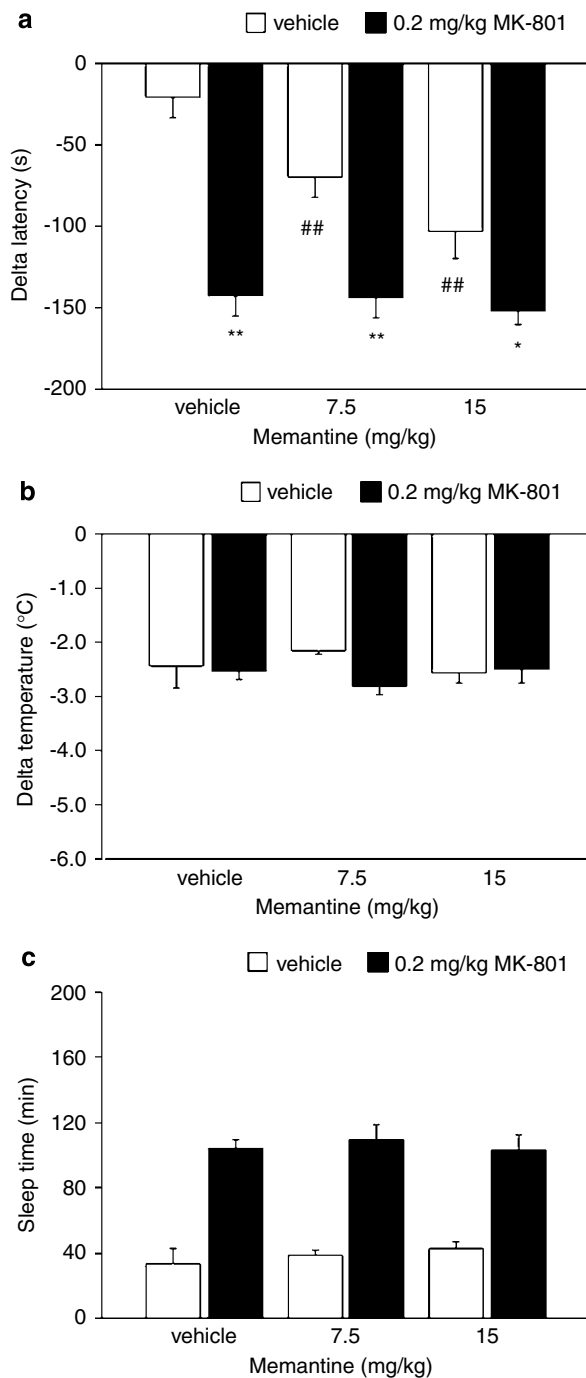 a
vehicle 0.2 mg/kg MK-801
0
-50
-100
-150
-200
Delta latency (s)
## ##
** ** *
vehicle 7.5 15
Memantine (mg/kg)
b
vehicle 0.2 mg/kg MK-801
0
-1.0
-2.0
-3.0
-4.0
-5.0
-6.0
Delta temperature (°C)
vehicle 7.5 15
Memantine (mg/kg)
c
vehicle 0.2 mg/kg MK-801
200
160
120
80
40
0
Sleep time (min)
vehicle 7.5 15
Memantine (mg/kg)